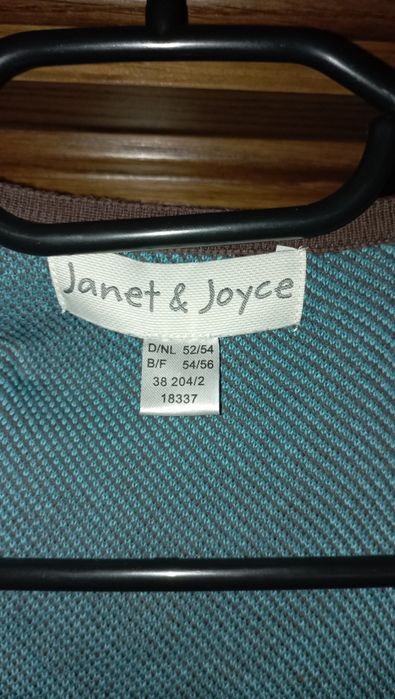 Janet & Joyce
D/NL 52/54
B/F 54/56
38 204/2
18337